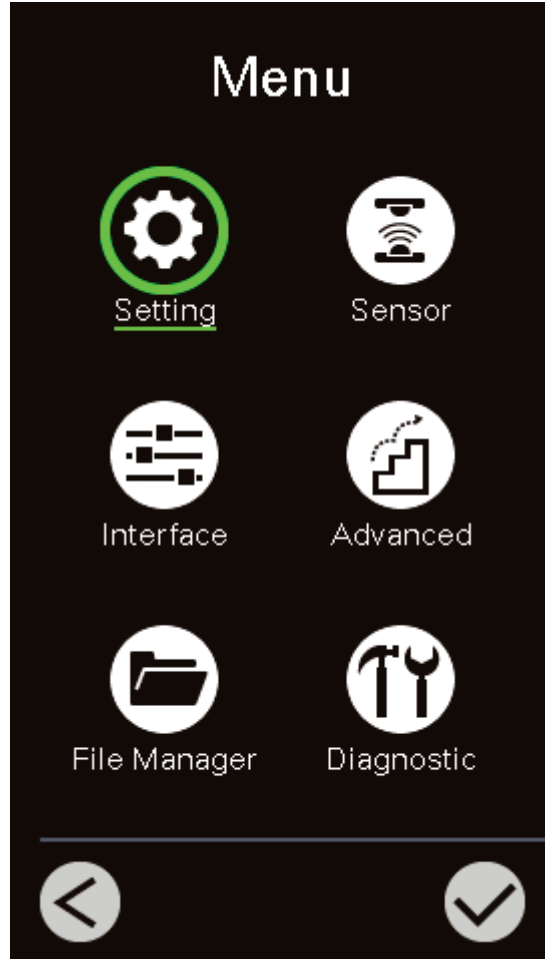 Menu
Setting Sensor
Interface Advanced
File Manager Diagnostic